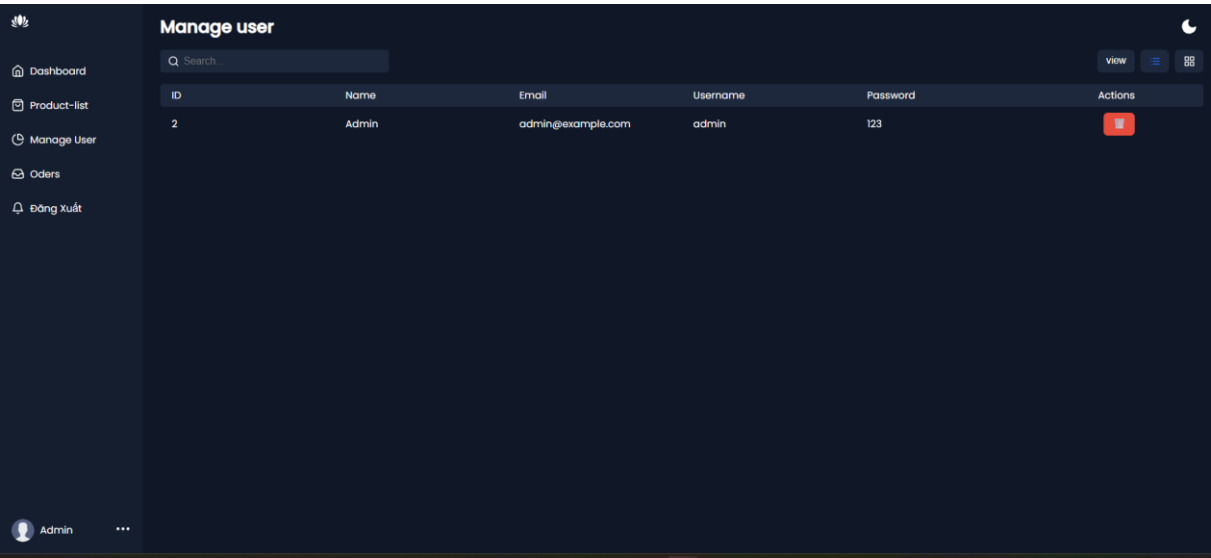 Manage user
Dashboard
Product-list
Manage User
Oders
Đăng Xuất
Search...
view
ID Name Email Username Password Actions
2 Admin admin@example.com admin 123
Admin